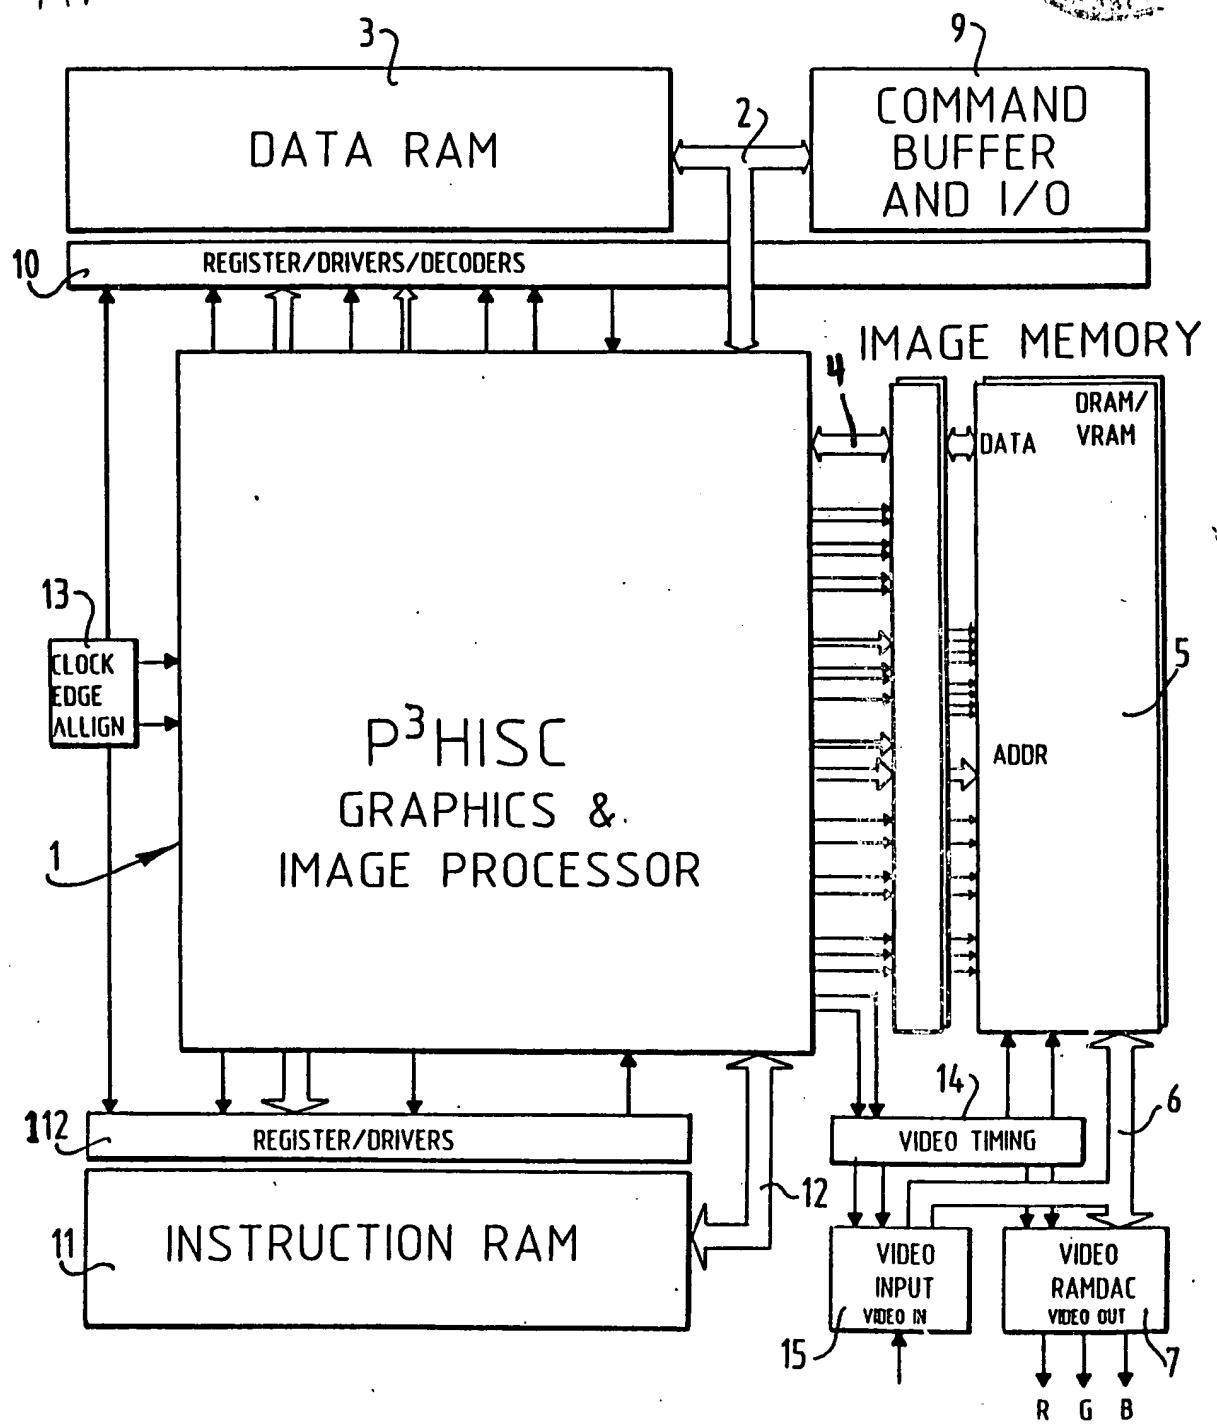 3
9
DATA RAM
2
COMMAND
BUFFER
AND I/O
10
REGISTER/DRIVERS/DECODERS
IMAGE MEMORY
4
DRAM/
VRAM
DATA
13
CLOCK
EDGE
ALLIGN
5
P³HISC
GRAPHICS &
IMAGE PROCESSOR
ADDR
1
14
6
112
REGISTER/DRIVERS
VIDEO TIMING
12
11
INSTRUCTION RAM
VIDEO
INPUT
VIDEO IN
VIDEO
RAMDAC
VIDEO OUT
15
7
R G B